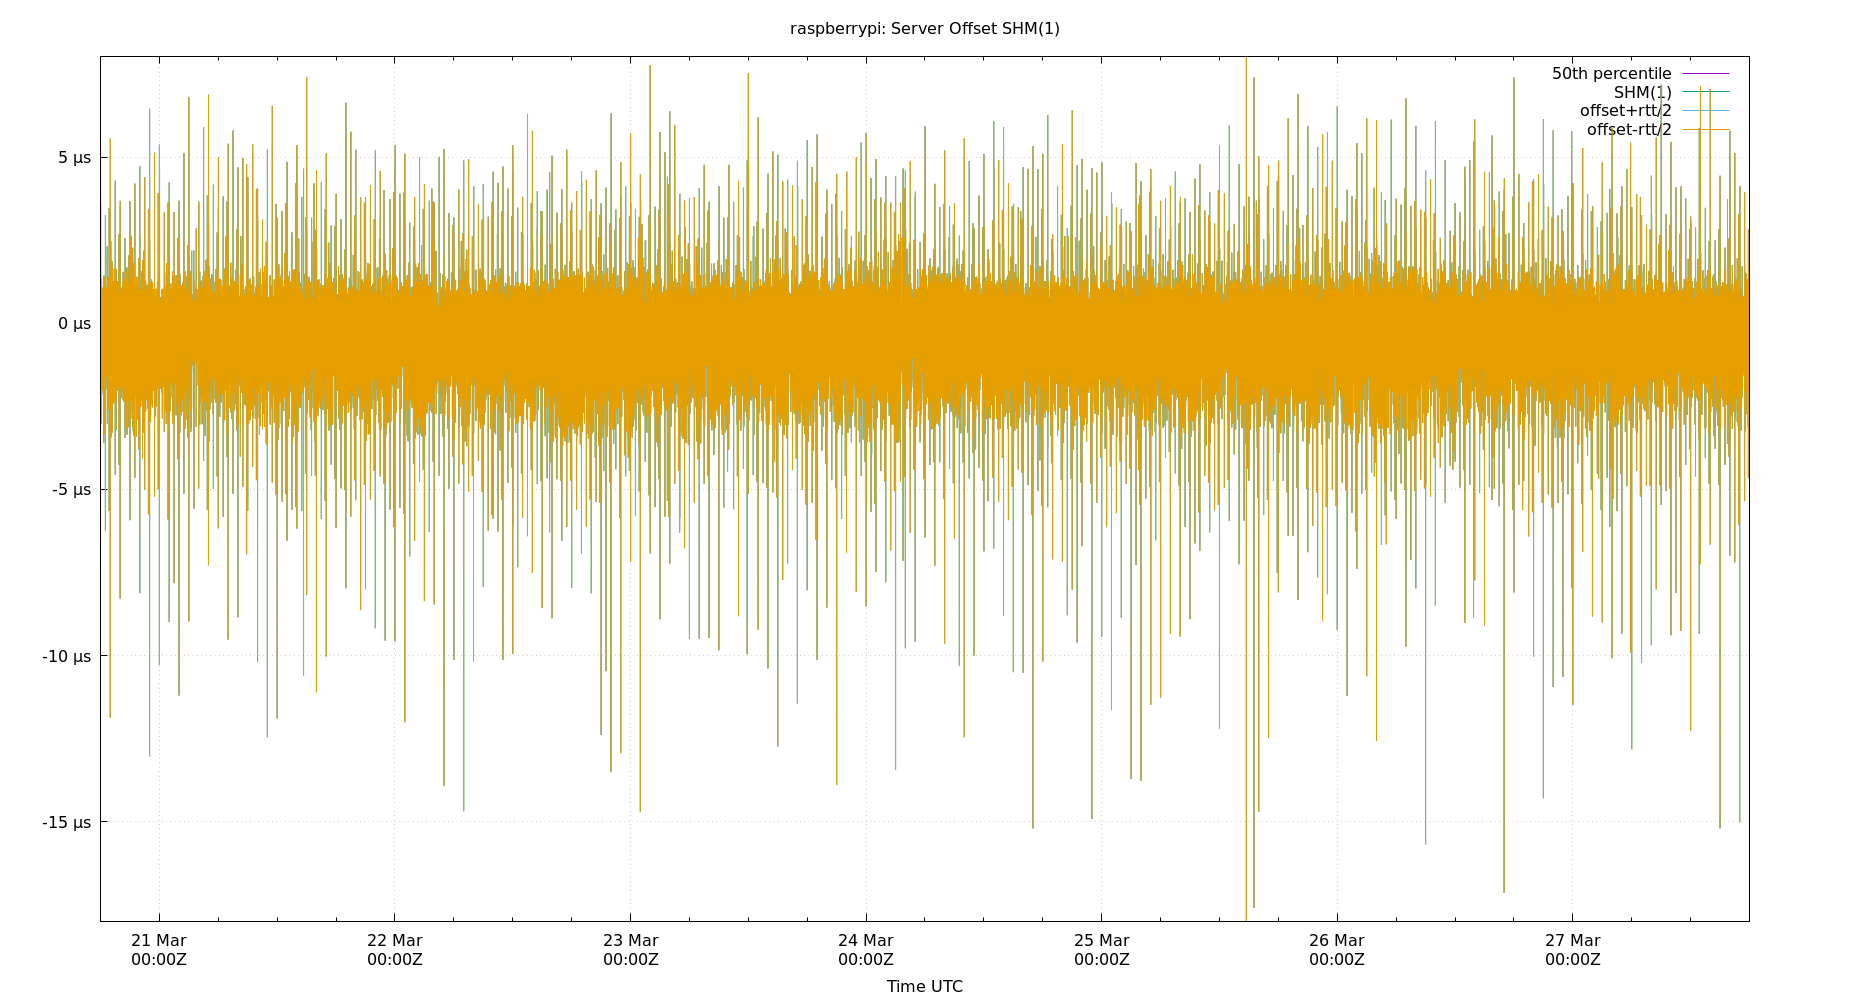 raspberrypi: Server Offset SHM(1)
50th percentile
SHM(1)
offset+rtt/2
offset-rtt/2
5 µs
0 µs
-5 µs
-10 µs
-15 µs
21 Mar 22 Mar 23 Mar 24 Mar 25 Mar 26 Mar 27 Mar
00:00Z 00:00Z 00:00Z 00:00Z 00:00Z 00:00Z 00:00Z
Time UTC